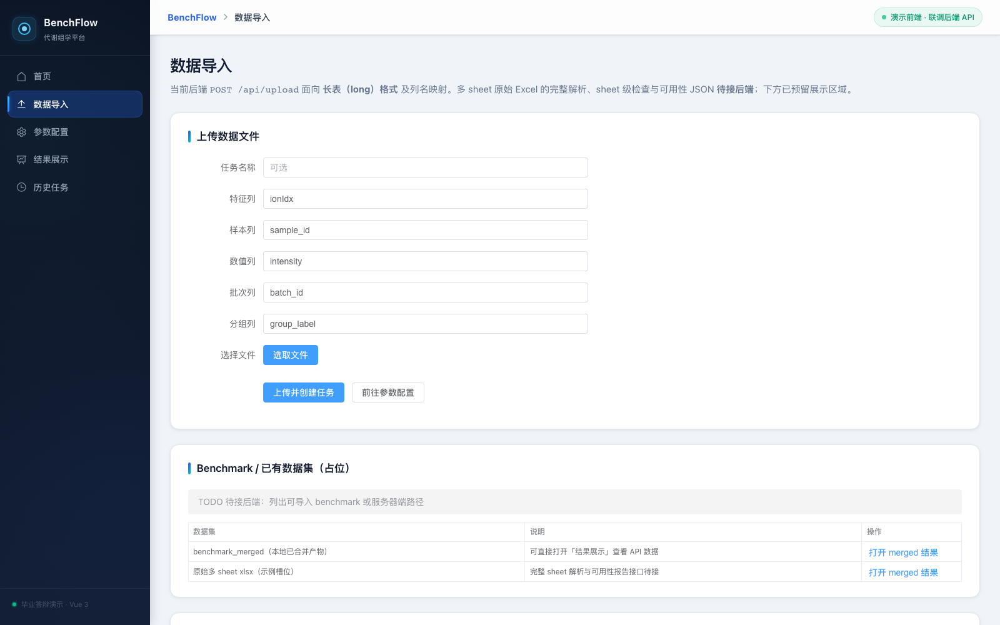 BenchFlow
代谢组学平台
首页
数据导入
参数配置
结果展示
历史任务
毕业答辩演示 · Vue 3
BenchFlow > 数据导入
演示前端 · 联调后端 API
数据导入
当前后端 POST /api/upload 面向 长表（long）格式 及列名映射。多 sheet 原始 Excel 的完整解析、sheet 级检查与可用性 JSON 待接后端；下方已预留展示区域。
上传数据文件
任务名称 可选
特征列 ionIdx
样本列 sample_id
数值列 intensity
批次列 batch_id
分组列 group_label
选择文件 选取文件
上传并创建任务 前往参数配置
Benchmark / 已有数据集（占位）
TODO 待接后端：列出可导入 benchmark 或服务器端路径
数据集 说明 操作
benchmark_merged（本地已合并产物） 可直接打开「结果展示」查看 API 数据 打开 merged 结果
原始多 sheet xlsx（示例槽位） 完整 sheet 解析与可用性报告接口待接 打开 merged 结果